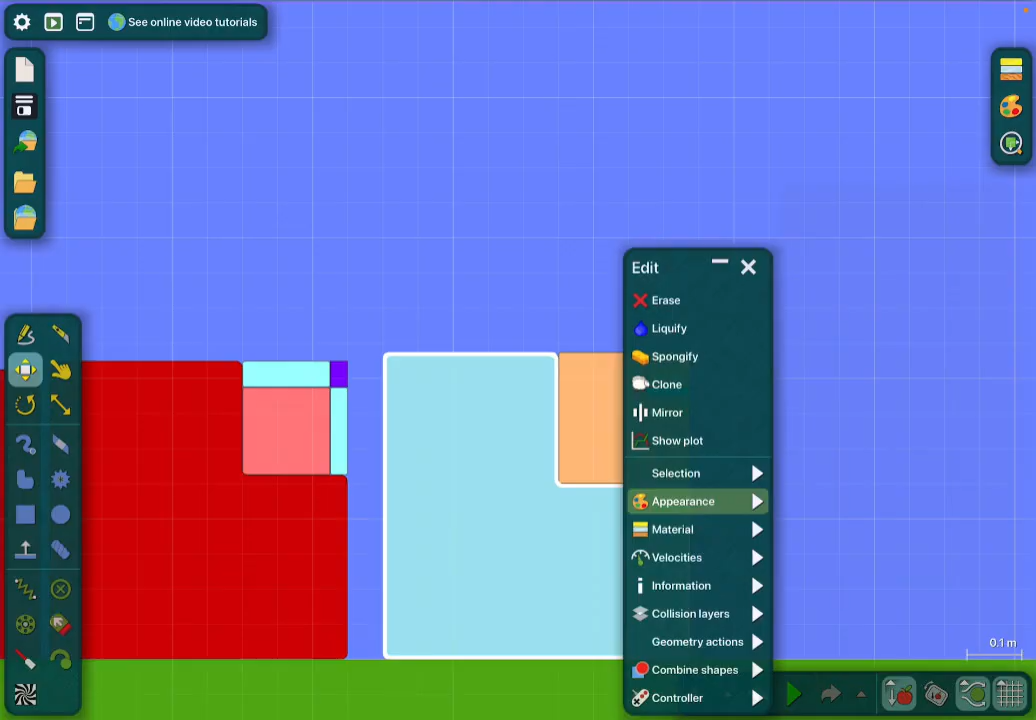 See online video tutorials
Edit
Erase
Liquify
Spongify
Clone
Mirror
Show plot
Selection
Appearance
Material
Velocities
Information
Collision layers
Geometry actions
Combine shapes
Controller
0.1 m